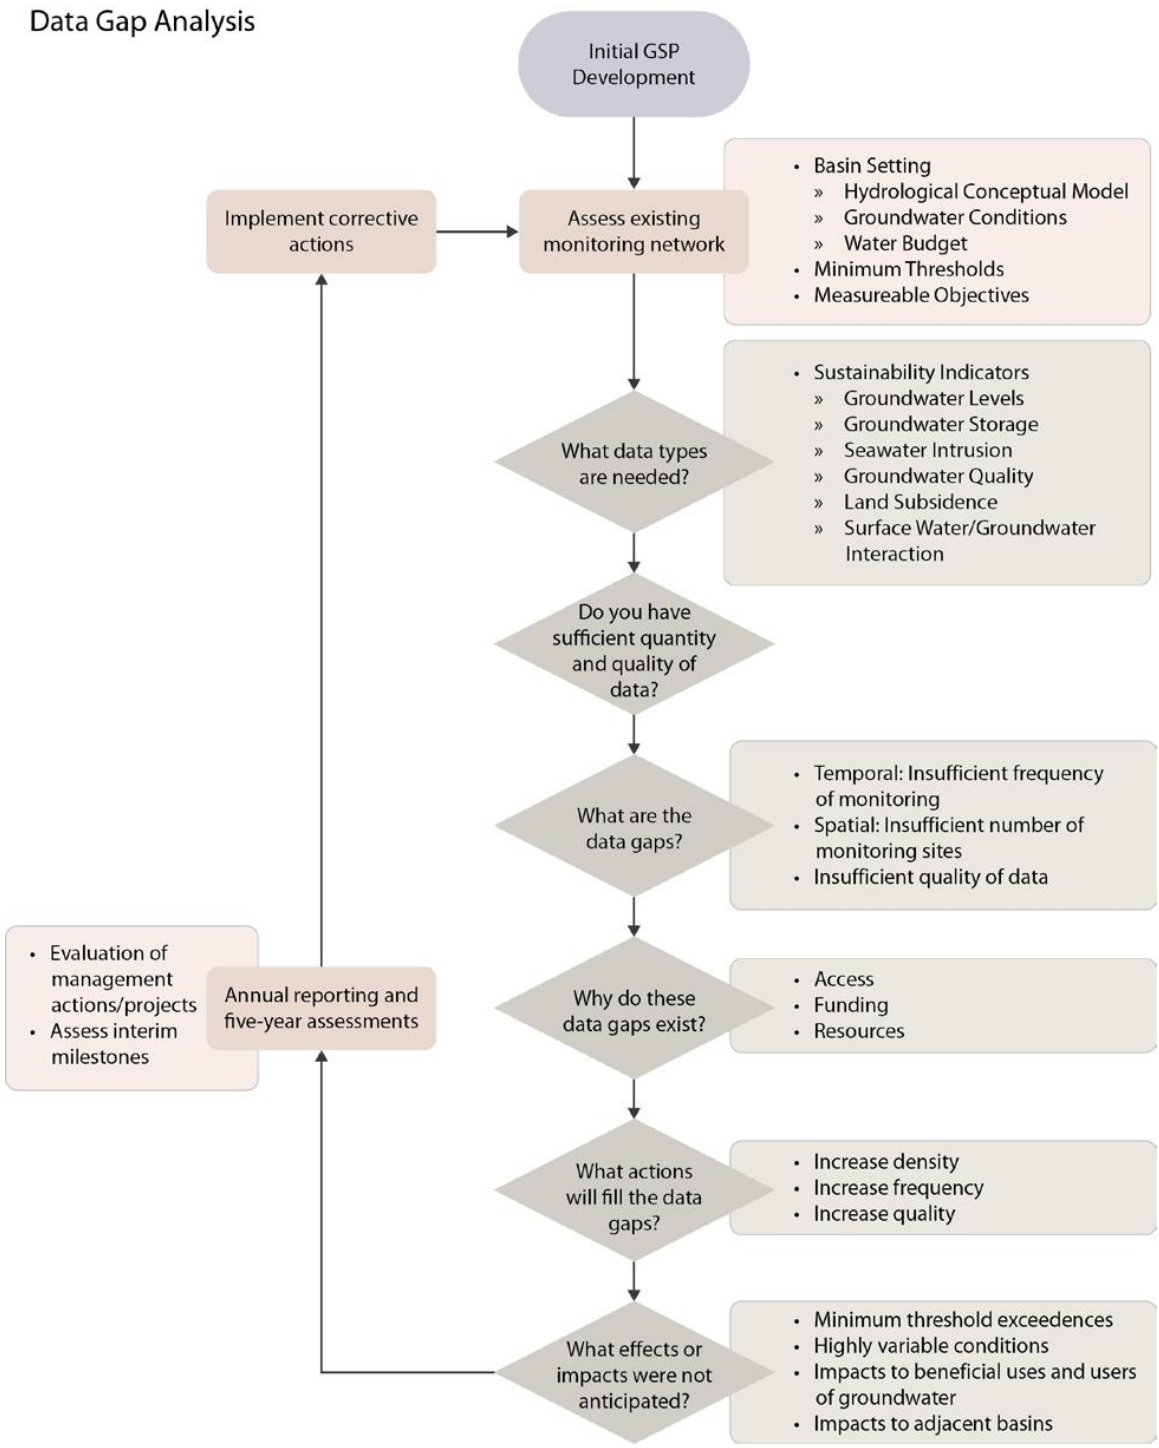 Data Gap Analysis
Initial GSP
Development
Implement corrective
actions
Assess existing
monitoring network
• Basin Setting
» Hydrological Conceptual Model
» Groundwater Conditions
» Water Budget
• Minimum Thresholds
• Measureable Objectives
What data types
are needed?
• Sustainability Indicators
» Groundwater Levels
» Groundwater Storage
» Seawater Intrusion
» Groundwater Quality
» Land Subsidence
» Surface Water/Groundwater
Interaction
Do you have
sufficient quantity
and quality of
data?
What are the
data gaps?
• Temporal: Insufficient frequency
of monitoring
• Spatial: Insufficient number of
monitoring sites
• Insufficient quality of data
• Evaluation of
management
actions/projects
• Assess interim
milestones
Annual reporting and
five-year assessments
Why do these
data gaps exist?
• Access
• Funding
• Resources
What actions
will fill the data
gaps?
• Increase density
• Increase frequency
• Increase quality
What effects or
impacts were not
anticipated?
• Minimum threshold exceedences
• Highly variable conditions
• Impacts to beneficial uses and users
of groundwater
• Impacts to adjacent basins